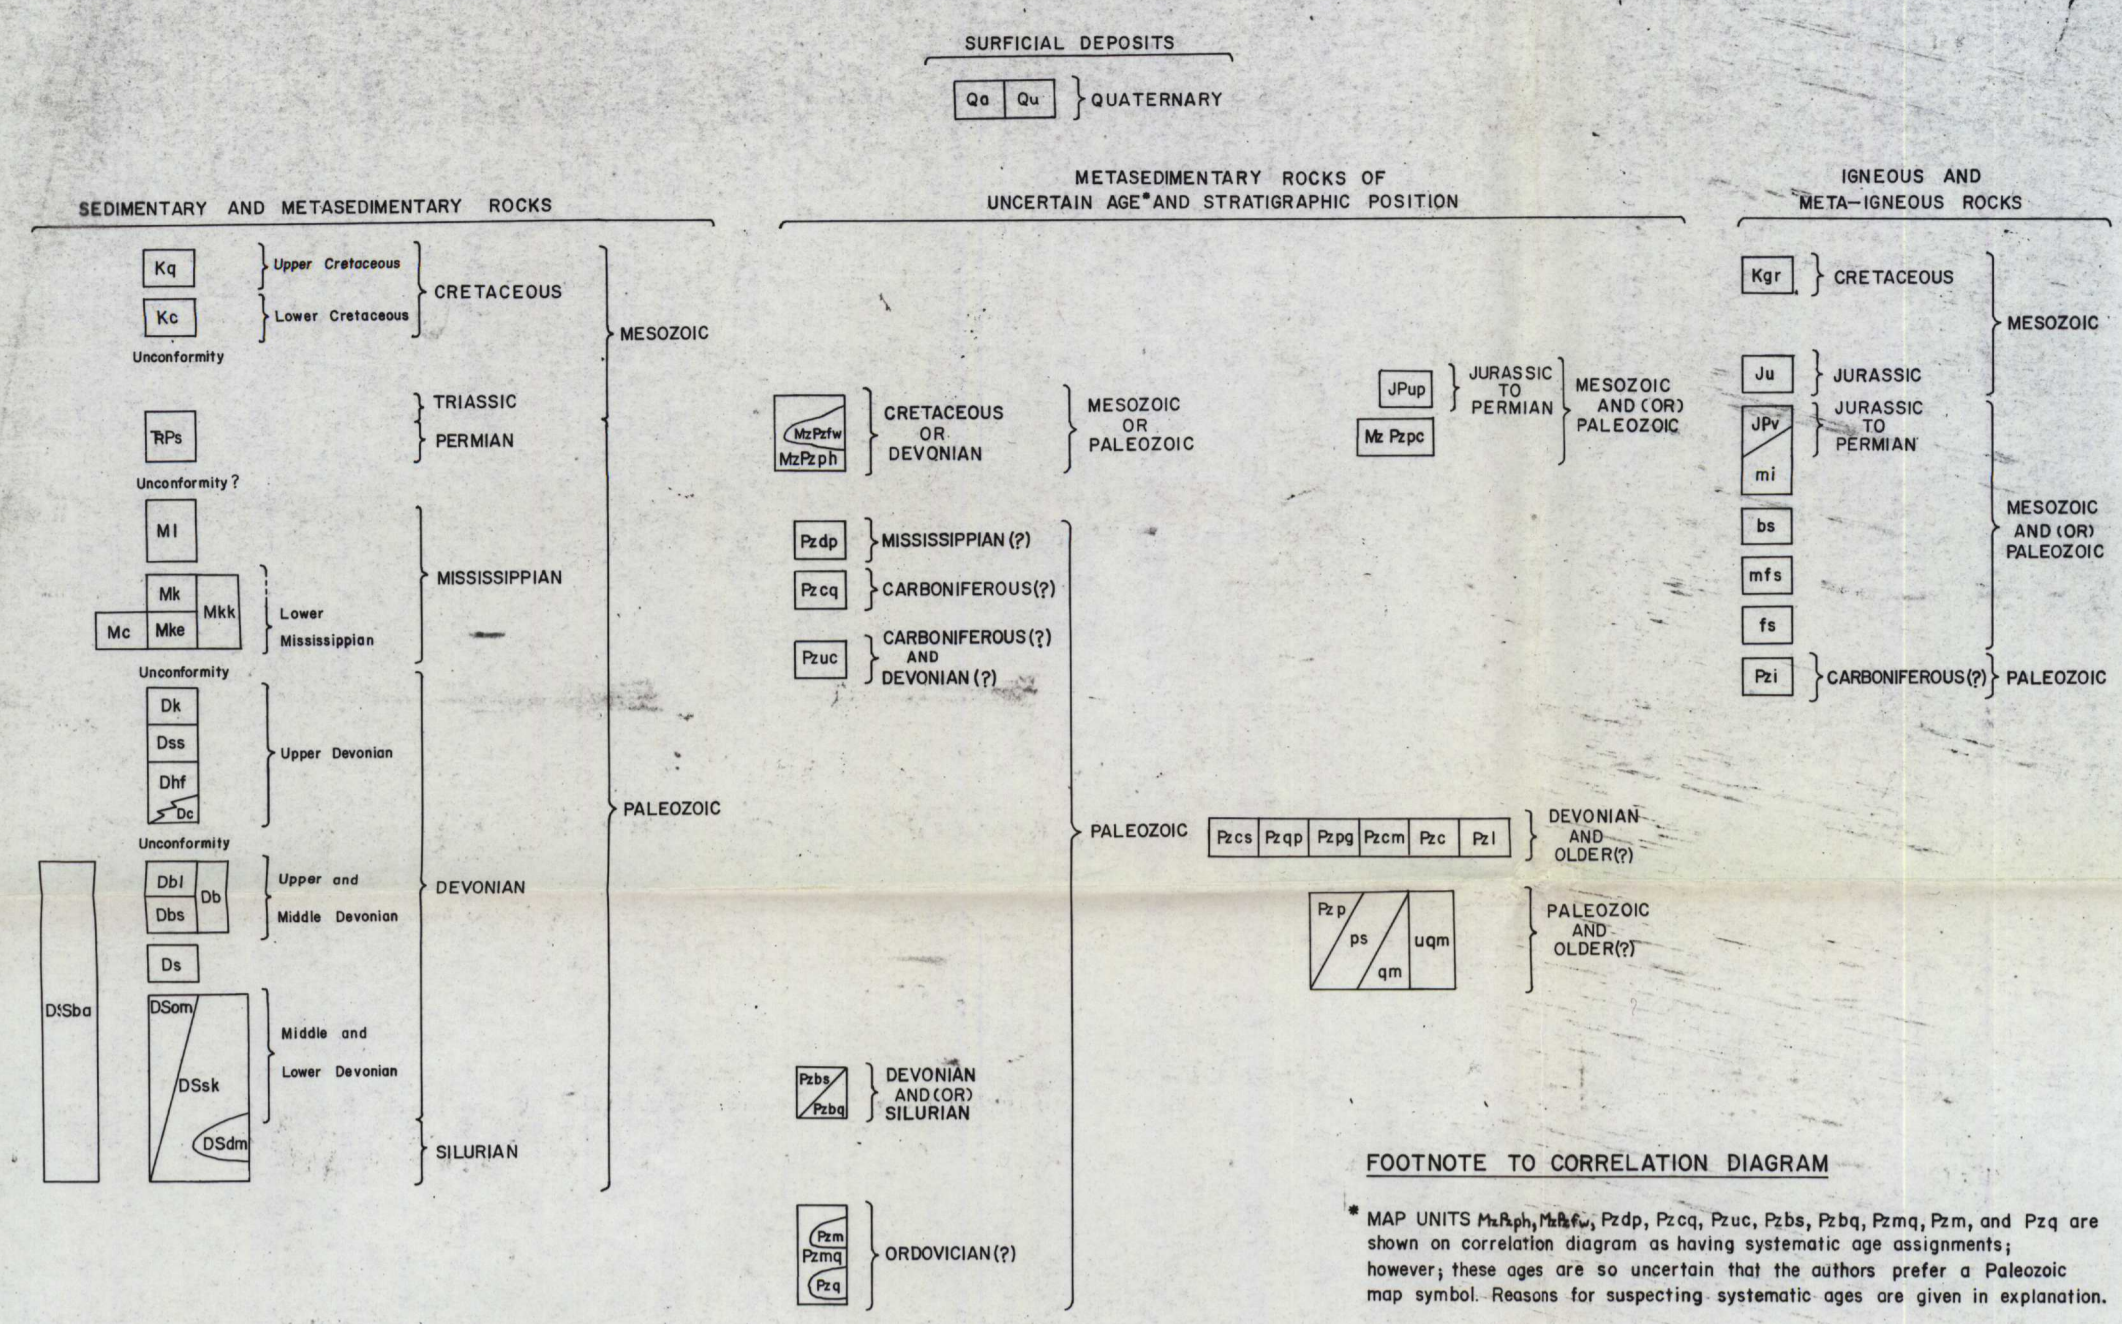 SURFICIAL DEPOSITS
Qa Qu QUATERNARY
SEDIMENTARY AND METASEDIMENTARY ROCKS
Kq Upper Cretaceous
CRETACEOUS
Kc Lower Cretaceous
Unconformity
MESOZOIC
TRIASSIC
TRPs
PERMIAN
Unconformity?
Ml
MISSISSIPPIAN
Mk
Mkk
Mc Mke
Lower
Mississippian
Unconformity
Dk
Dss
Upper Devonian
Dhf
Dc
PALEOZOIC
Unconformity
Dbl
Db
Dbs
Upper and
Middle Devonian
DEVONIAN
Ds
DSba
DSom
Middle and
Lower Devonian
DSsk
DSdm
SILURIAN
METASEDIMENTARY ROCKS OF
UNCERTAIN AGE* AND STRATIGRAPHIC POSITION
MzPzfw
MzPzph
CRETACEOUS
OR
DEVONIAN
MESOZOIC
OR
PALEOZOIC
JPup
JURASSIC
TO
PERMIAN
Mz Pzpc
MESOZOIC
AND (OR)
PALEOZOIC
Pzdp MISSISSIPPIAN (?)
Pzcq CARBONIFEROUS(?)
Pzuc
CARBONIFEROUS(?)
AND
DEVONIAN (?)
PALEOZOIC
Pzcs Pzqp Pzpg Pzcm Pzc Pzl
DEVONIAN
AND
OLDER(?)
Pzp
ps
qm
uqm
PALEOZOIC
AND
OLDER(?)
Pzbs
Pzbq
DEVONIAN
AND(OR)
SILURIAN
Pzm
Pzmq
Pzq
ORDOVICIAN(?)
IGNEOUS AND
META-IGNEOUS ROCKS
Kgr CRETACEOUS
MESOZOIC
Ju JURASSIC
JPv
JURASSIC
TO
PERMIAN
mi
bs
mfs
fs
MESOZOIC
AND (OR)
PALEOZOIC
Pzi CARBONIFEROUS(?) PALEOZOIC
FOOTNOTE TO CORRELATION DIAGRAM
* MAP UNITS MzPzph, MzPzfw, Pzdp, Pzcq, Pzuc, Pzbs, Pzbq, Pzmq, Pzm, and Pzq are
shown on correlation diagram as having systematic age assignments;
however; these ages are so uncertain that the authors prefer a Paleozoic
map symbol. Reasons for suspecting systematic ages are given in explanation.